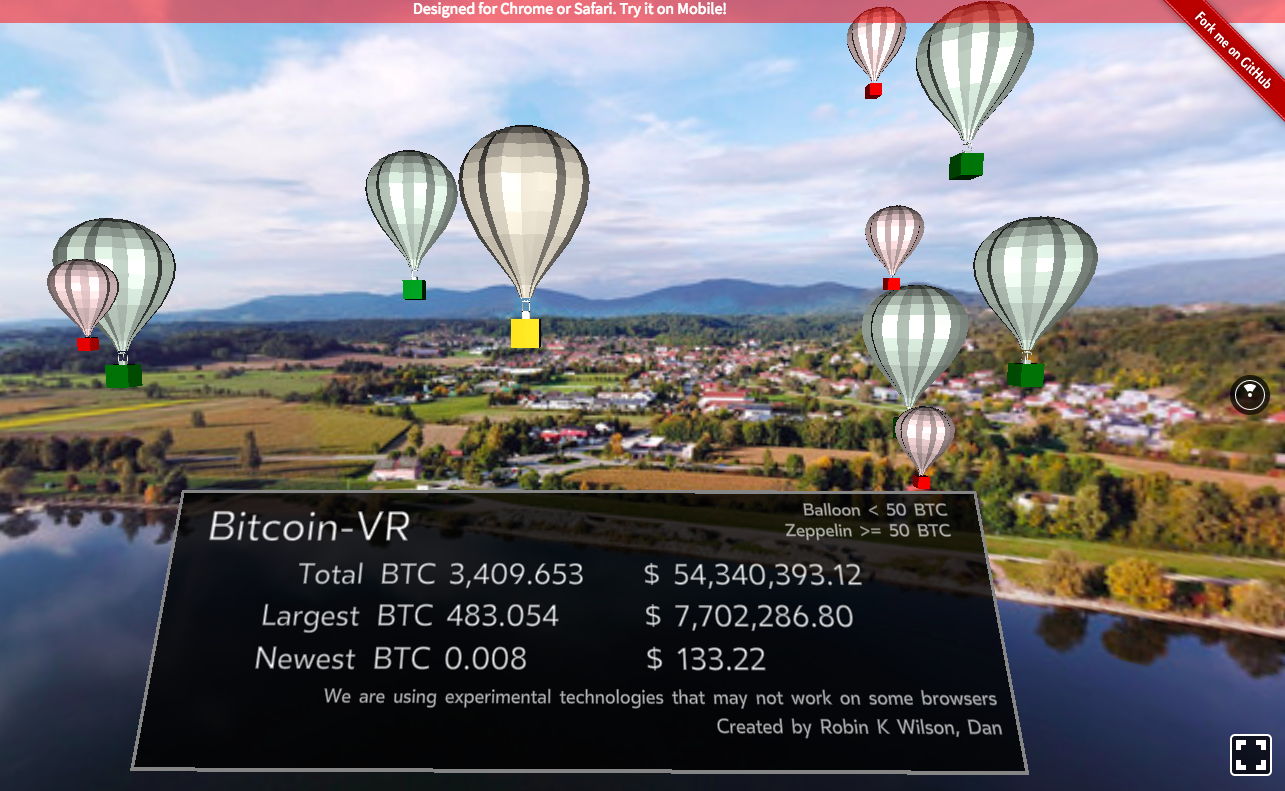 Designed for Chrome or Safari. Try it on Mobile!
Fork me on GitHub
Bitcoin-VR
Balloon < 50 BTC
Zeppelin >= 50 BTC
Total BTC 3,409.653 $ 54,340,393.12
Largest BTC 483.054 $ 7,702,286.80
Newest BTC 0.008 $ 133.22
We are using experimental technologies that may not work on some browsers
Created by Robin K Wilson, Dan